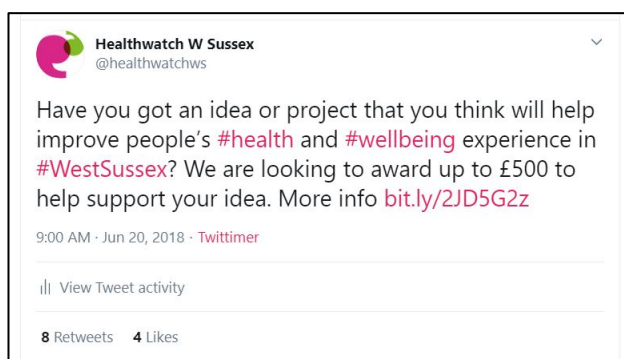 Healthwatch W Sussex
@healthwatchws
Have you got an idea or project that you think will help
improve people's #health and #wellbeing experience in
#WestSussex? We are looking to award up to £500 to
help support your idea. More info bit.ly/2JD5G2z
9:00 AM · Jun 20, 2018 · Twittimer
View Tweet activity
8 Retweets 4 Likes